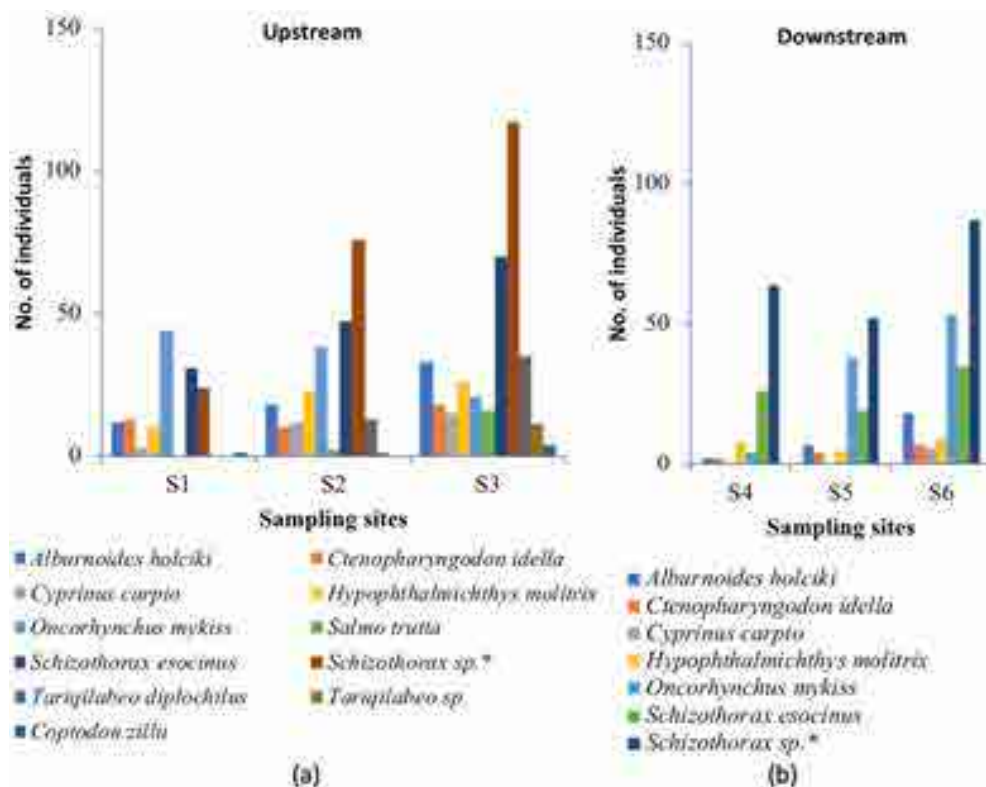 Upstream
150
100
50
0
No. of individuals
S1 S2 S3
Sampling sites
Alburnoides holciki
Ctenopharyngodon idella
Cyprinus carpio
Hypophthalmichthys molitrix
Oncorhynchus mykiss
Salmo trutta
Schizothorax esocinus
Schizothorax sp.*
Tariqilabeo diplochilus
Tariqilabeo sp.
Coptodon zillii
(a)
Downstream
150
100
50
0
No. of individuals
S4 S5 S6
Sampling sites
Alburnoides holciki
Ctenopharyngodon idella
Cyprinus carpio
Hypophthalmichthys molitrix
Oncorhynchus mykiss
Schizothorax esocinus
Schizothorax sp.*
(b)